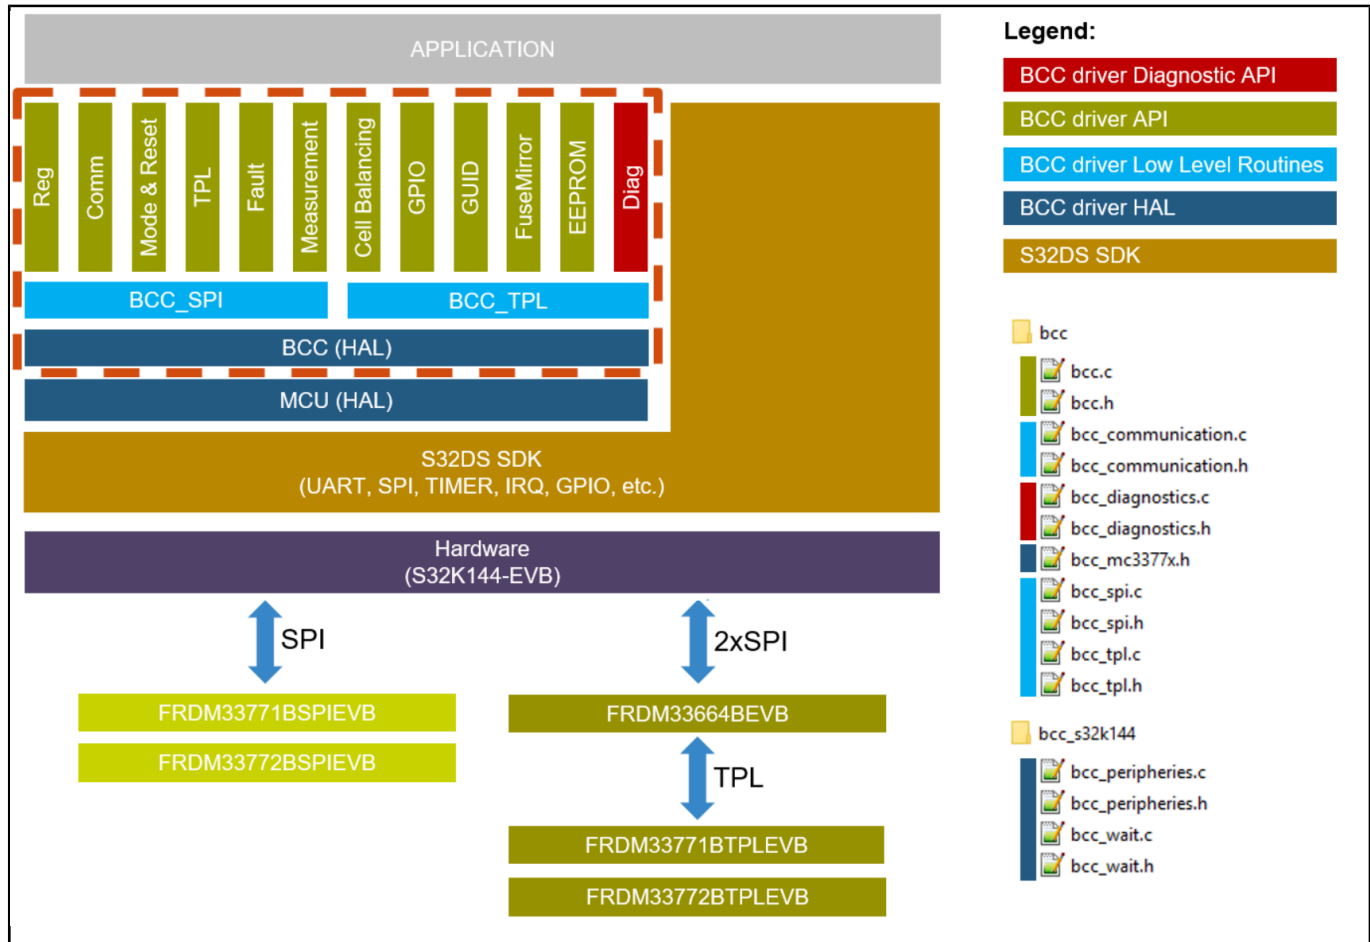 APPLICATION
Reg
Comm
Mode & Reset
TPL
Fault
Measurement
Cell Balancing
GPIO
GUID
FuseMirror
EEPROM
Diag
BCC_SPI
BCC_TPL
BCC (HAL)
MCU (HAL)
S32DS SDK
(UART, SPI, TIMER, IRQ, GPIO, etc.)
Hardware
(S32K144-EVB)
SPI
2xSPI
FRDM33771BSPIEVB
FRDM33772BSPIEVB
FRDM33664BEVB
TPL
FRDM33771BTPLEVB
FRDM33772BTPLEVB
Legend:
BCC driver Diagnostic API
BCC driver API
BCC driver Low Level Routines
BCC driver HAL
S32DS SDK
bcc
bcc.c
bcc.h
bcc_communication.c
bcc_communication.h
bcc_diagnostics.c
bcc_diagnostics.h
bcc_mc3377x.h
bcc_spi.c
bcc_spi.h
bcc_tpl.c
bcc_tpl.h
bcc_s32k144
bcc_peripheries.c
bcc_peripheries.h
bcc_wait.c
bcc_wait.h